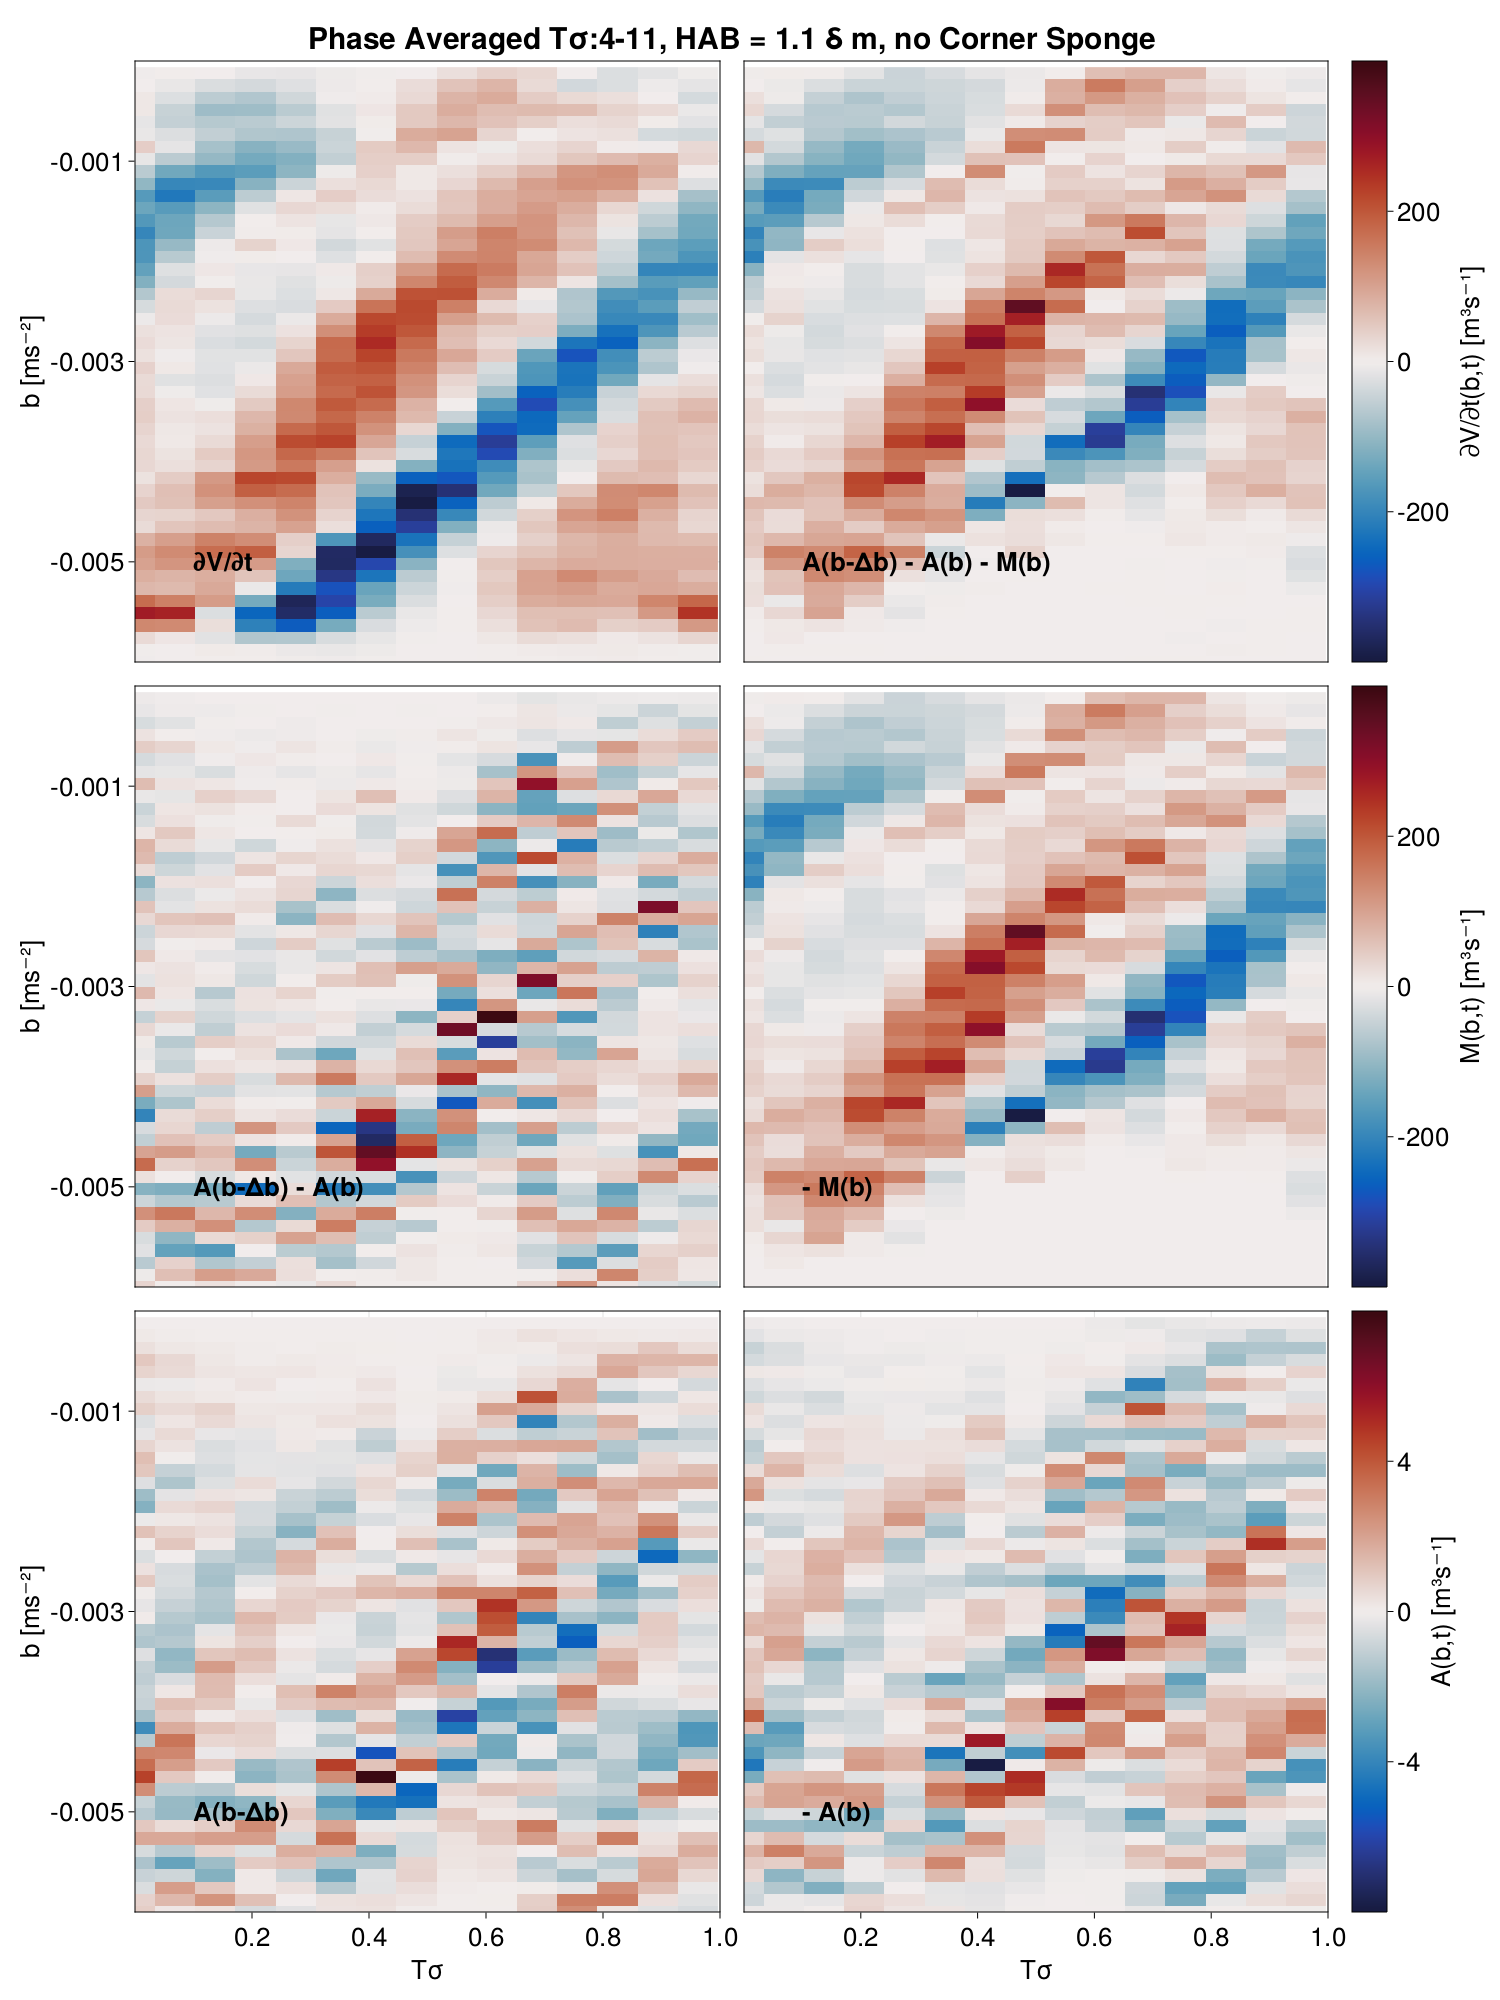 Phase Averaged Tσ:4-11, HAB = 1.1 δ m, no Corner Sponge
b [ms⁻²]
-0.001
-0.003
-0.005
∂V/∂t
A(b-Δb) - A(b) - M(b)
200
0
-200
∂V/∂t(b,t) [m³s⁻¹]
b [ms⁻²]
-0.001
-0.003
-0.005
A(b-Δb) - A(b)
- M(b)
200
0
-200
M(b,t) [m³s⁻¹]
b [ms⁻²]
-0.001
-0.003
-0.005
A(b-Δb)
- A(b)
4
0
-4
A(b,t) [m³s⁻¹]
0.2 0.4 0.6 0.8 1.0
0.2 0.4 0.6 0.8 1.0
Tσ
Tσ